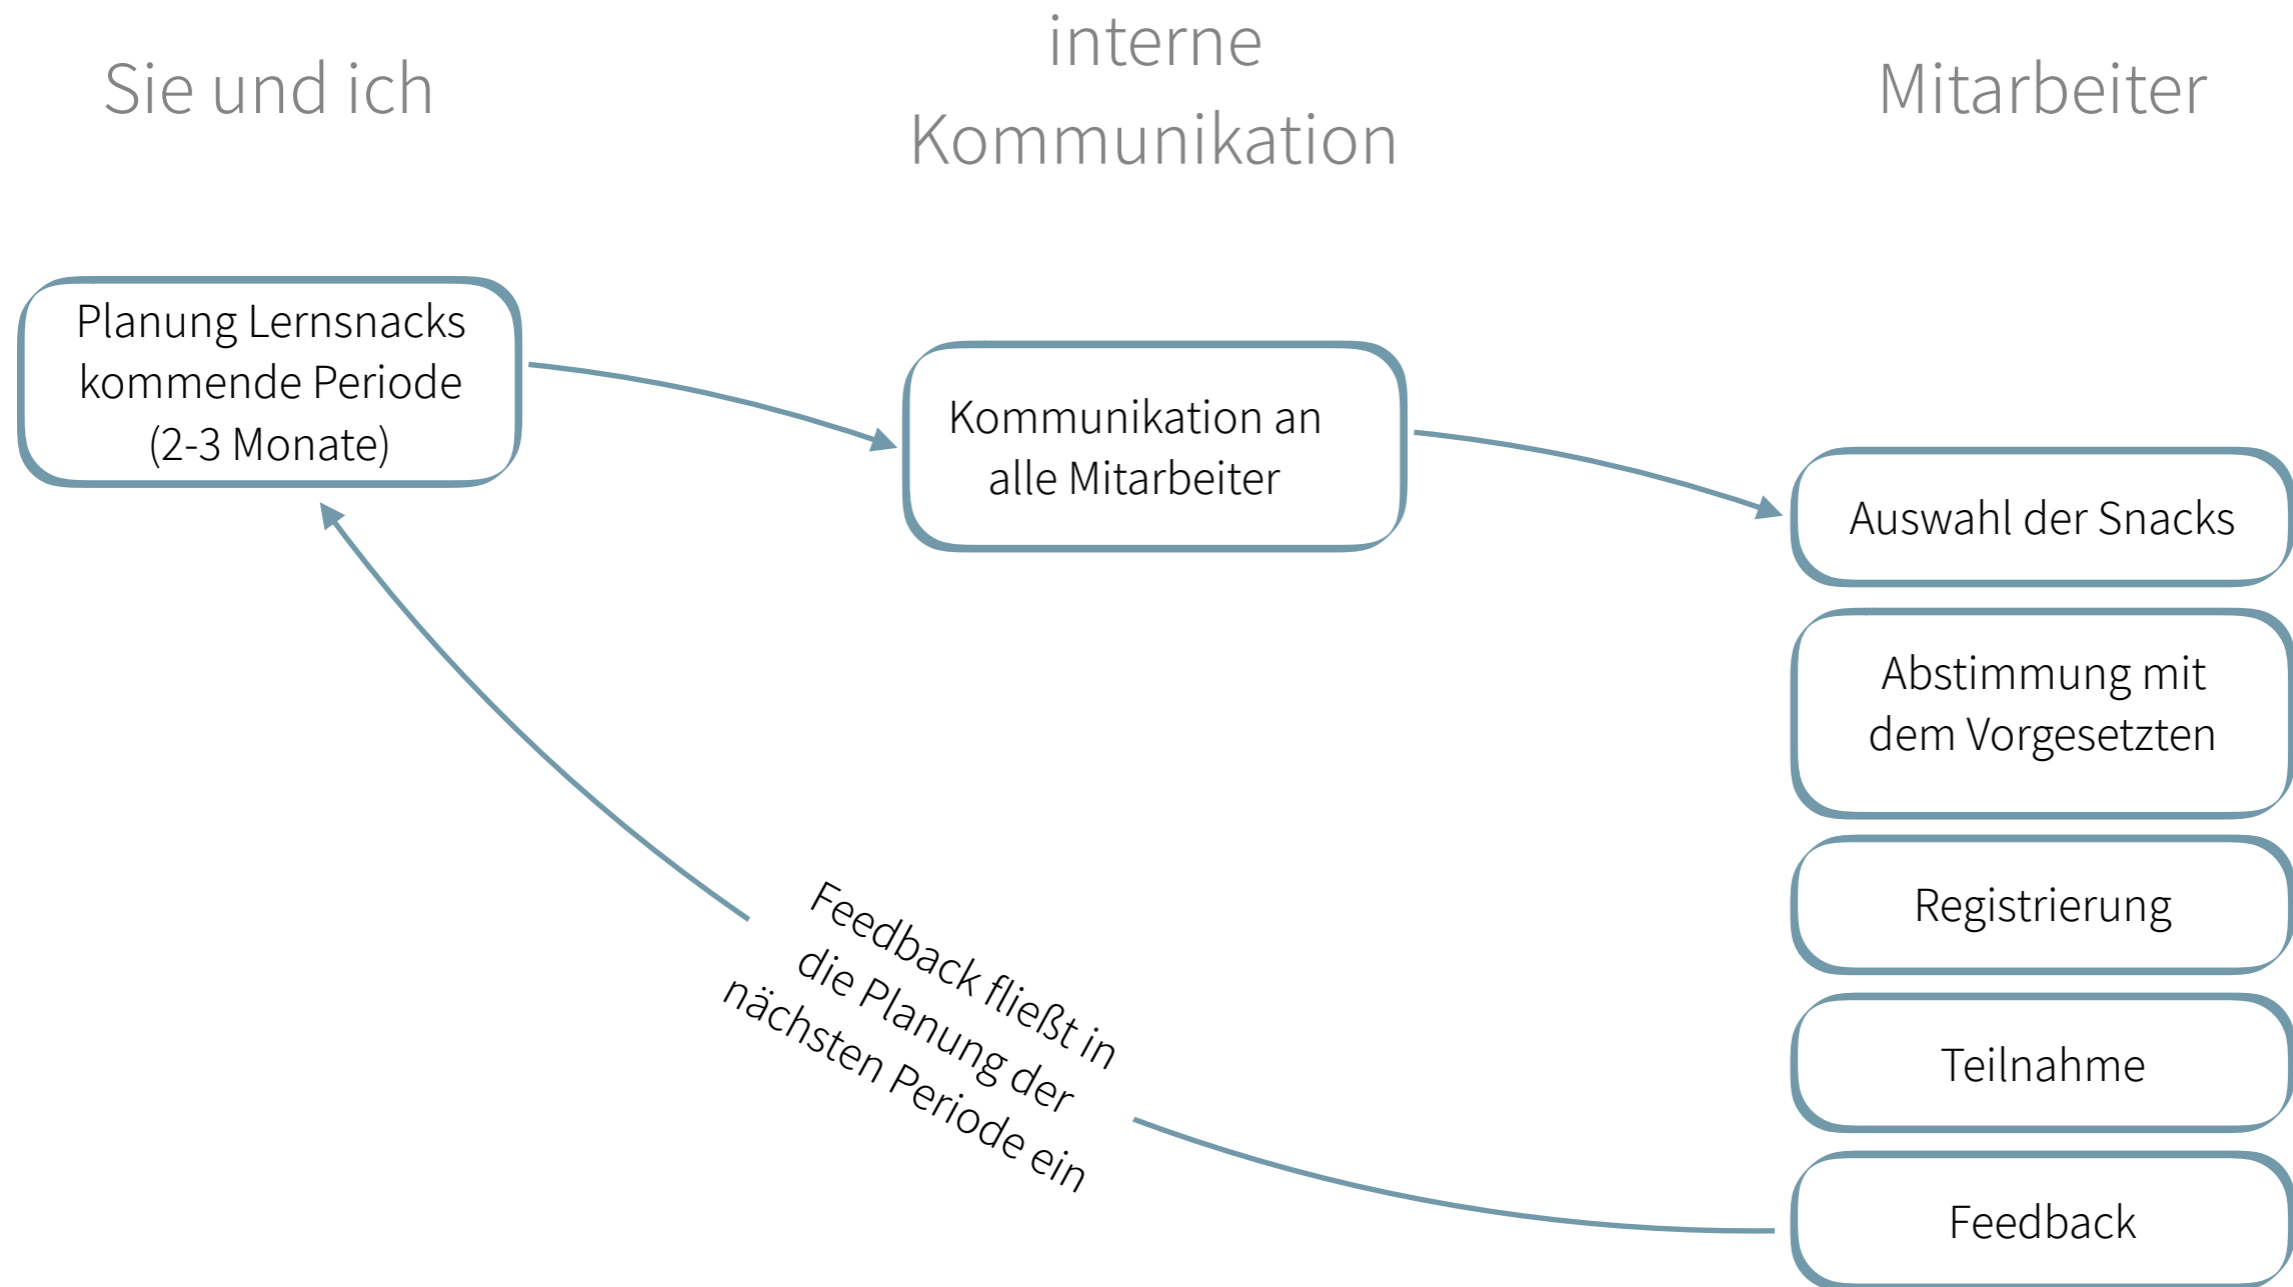 Sie und ich
interne
Kommunikation
Mitarbeiter
Planung Lernsnacks
kommende Periode
(2-3 Monate)
Kommunikation an
alle Mitarbeiter
Auswahl der Snacks
Abstimmung mit
dem Vorgesetzten
Registrierung
Teilnahme
Feedback
Feedback fließt in
die Planung der
nächsten Periode ein